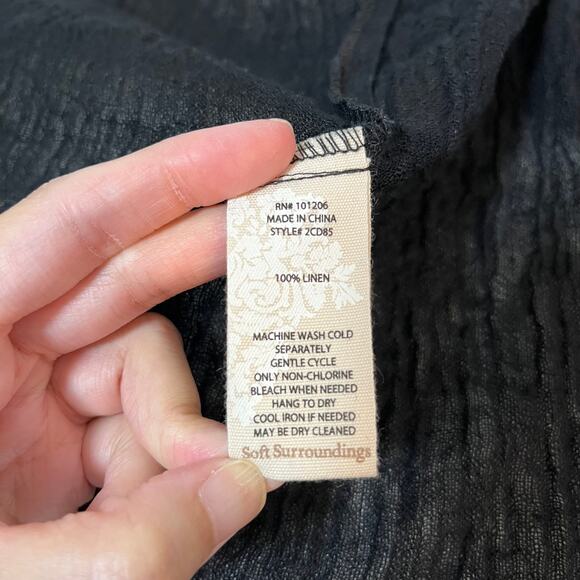 RN# 101206
MADE IN CHINA
STYLE# 2CD85
100% LINEN
MACHINE WASH COLD
SEPARATELY
GENTLE CYCLE
ONLY NON-CHLORINE
BLEACH WHEN NEEDED
HANG TO DRY
COOL IRON IF NEEDED
MAY BE DRY CLEANED
Soft Surroundings